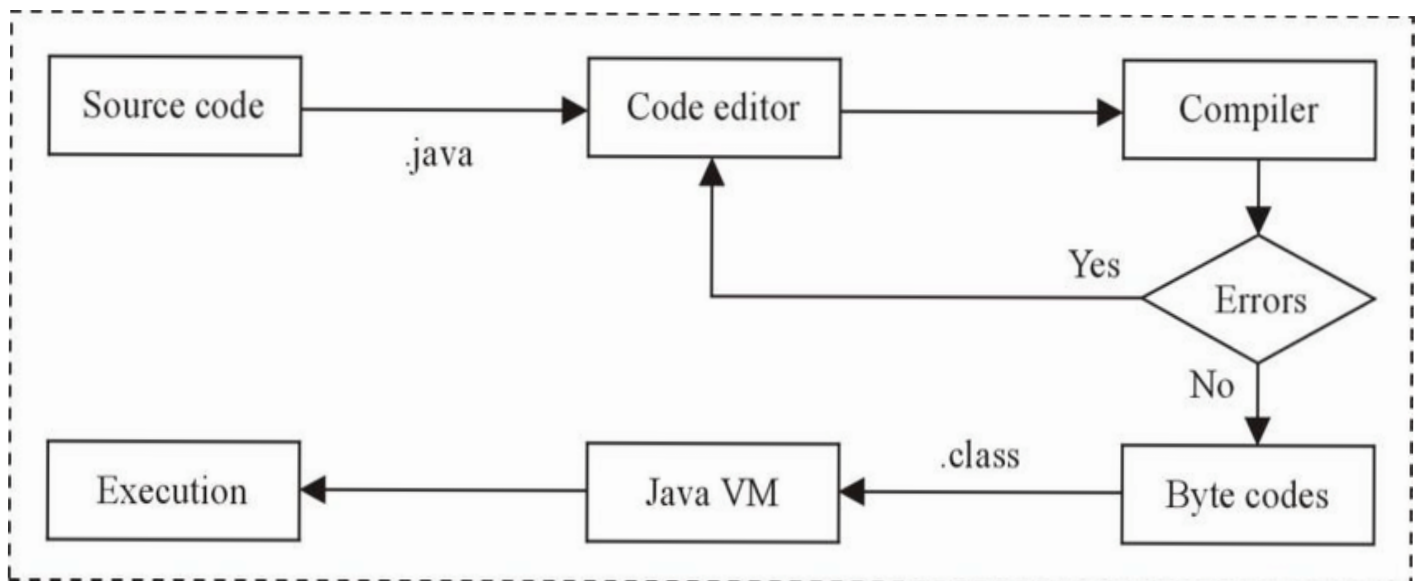 Source code
.java
Code editor
Compiler
Yes
Errors
No
Execution
Java VM
.class
Byte codes